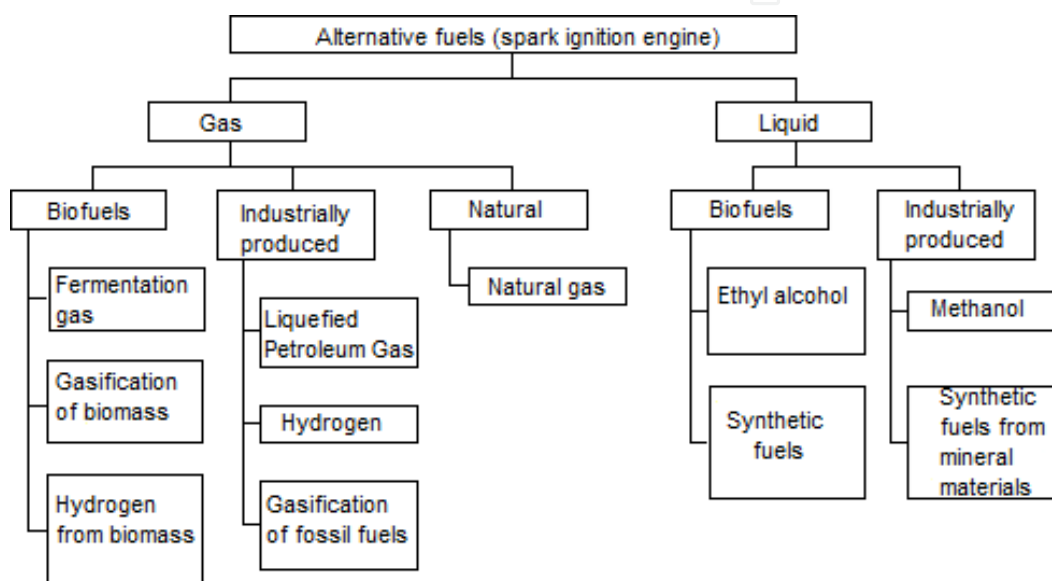 Alternative fuels (spark ignition engine)
Gas
Liquid
Biofuels
Industrially
produced
Natural
Biofuels
Industrially
produced
Fermentation
gas
Gasification
of biomass
Hydrogen
from biomass
Liquefied
Petroleum Gas
Hydrogen
Gasification
of fossil fuels
Natural gas
Ethyl alcohol
Synthetic
fuels
Methanol
Synthetic
fuels from
mineral
materials